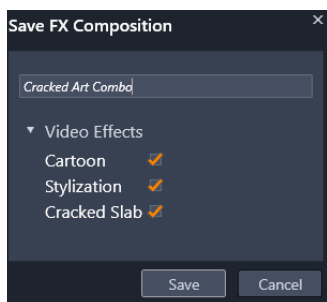 Save FX Composition
Cracked Art Combo
Video Effects
Cartoon
Stylization
Cracked Slab
Save Cancel